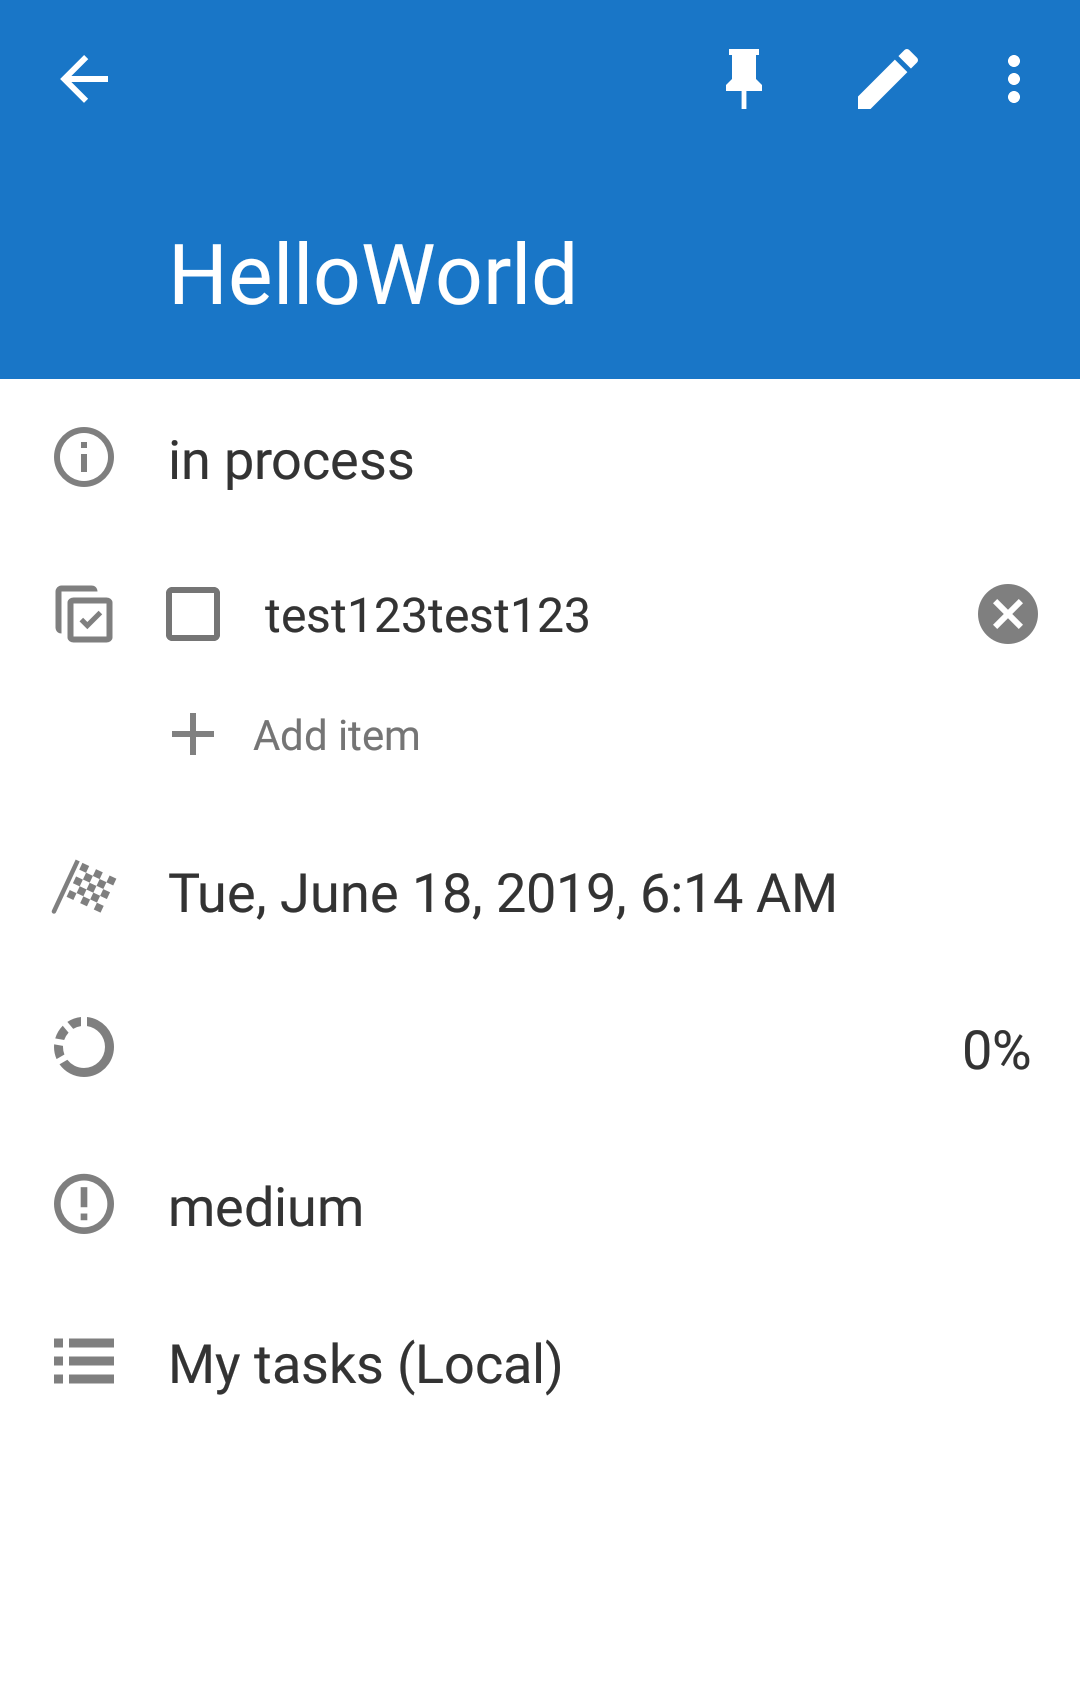 HelloWorld
in process
test123test123
Add item
Tue, June 18, 2019, 6:14 AM
0%
medium
My tasks (Local)